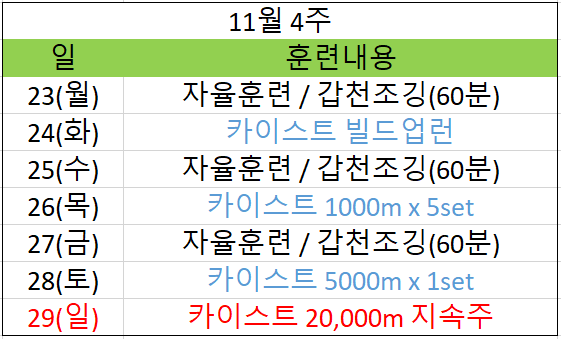 11월 4주
일 훈련내용
23(월) 자율훈련 / 갑천조깅(60분)
24(화) 카이스트 빌드업런
25(수) 자율훈련 / 갑천조깅(60분)
26(목) 카이스트 1000m x 5set
27(금) 자율훈련 / 갑천조깅(60분)
28(토) 카이스트 5000m x 1set
29(일) 카이스트 20,000m 지속주